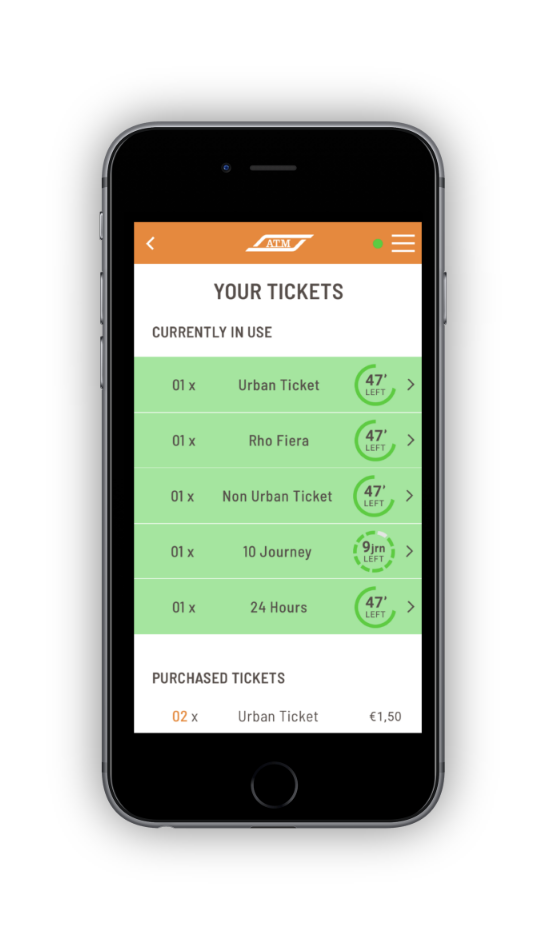 ATM
YOUR TICKETS
CURRENTLY IN USE
01 x Urban Ticket 47' LEFT
01 x Rho Fiera 47' LEFT
01 x Non Urban Ticket 47' LEFT
01 x 10 Journey 9jrn LEFT
01 x 24 Hours 47' LEFT
PURCHASED TICKETS
02 x Urban Ticket €1,50